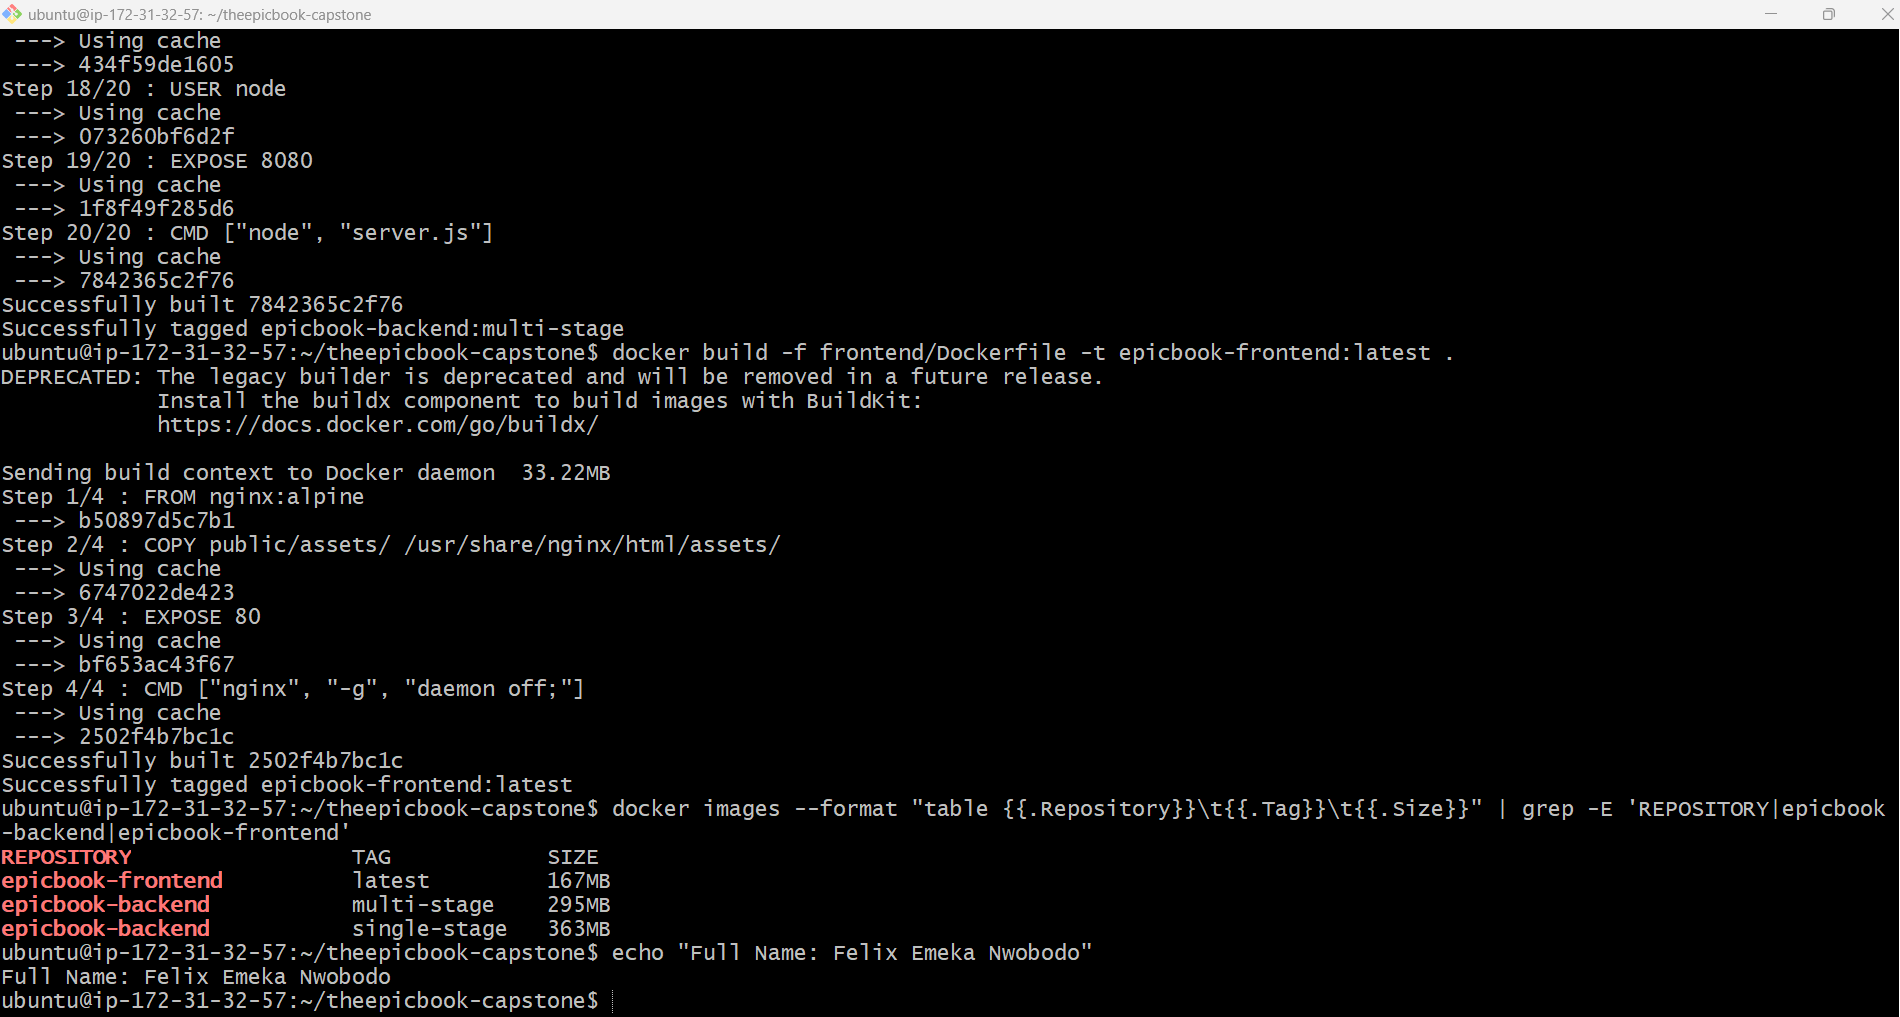 ubuntu@ip-172-31-32-57: ~/theepicbook-capstone
---> Using cache
---> 434f59de1605
Step 18/20 : USER node
---> Using cache
---> 073260bf6d2f
Step 19/20 : EXPOSE 8080
---> Using cache
---> 1f8f49f285d6
Step 20/20 : CMD ["node", "server.js"]
---> Using cache
---> 7842365c2f76
Successfully built 7842365c2f76
Successfully tagged epicbook-backend:multi-stage
ubuntu@ip-172-31-32-57:~/theepicbook-capstone$ docker build -f frontend/Dockerfile -t epicbook-frontend:latest .
DEPRECATED: The legacy builder is deprecated and will be removed in a future release.
Install the buildx component to build images with BuildKit:
https://docs.docker.com/go/buildx/
Sending build context to Docker daemon  33.22MB
Step 1/4 : FROM nginx:alpine
---> b50897d5c7b1
Step 2/4 : COPY public/assets/ /usr/share/nginx/html/assets/
---> Using cache
---> 6747022de423
Step 3/4 : EXPOSE 80
---> Using cache
---> bf653ac43f67
Step 4/4 : CMD ["nginx", "-g", "daemon off;"]
---> Using cache
---> 2502f4b7bc1c
Successfully built 2502f4b7bc1c
Successfully tagged epicbook-frontend:latest
ubuntu@ip-172-31-32-57:~/theepicbook-capstone$ docker images --format "table {{.Repository}}\t{{.Tag}}\t{{.Size}}" | grep -E 'REPOSITORY|epicbook
-backend|epicbook-frontend'
REPOSITORY TAG SIZE
epicbook-frontend latest 167MB
epicbook-backend multi-stage 295MB
epicbook-backend single-stage 363MB
ubuntu@ip-172-31-32-57:~/theepicbook-capstone$ echo "Full Name: Felix Emeka Nwobodo"
Full Name: Felix Emeka Nwobodo
ubuntu@ip-172-31-32-57:~/theepicbook-capstone$